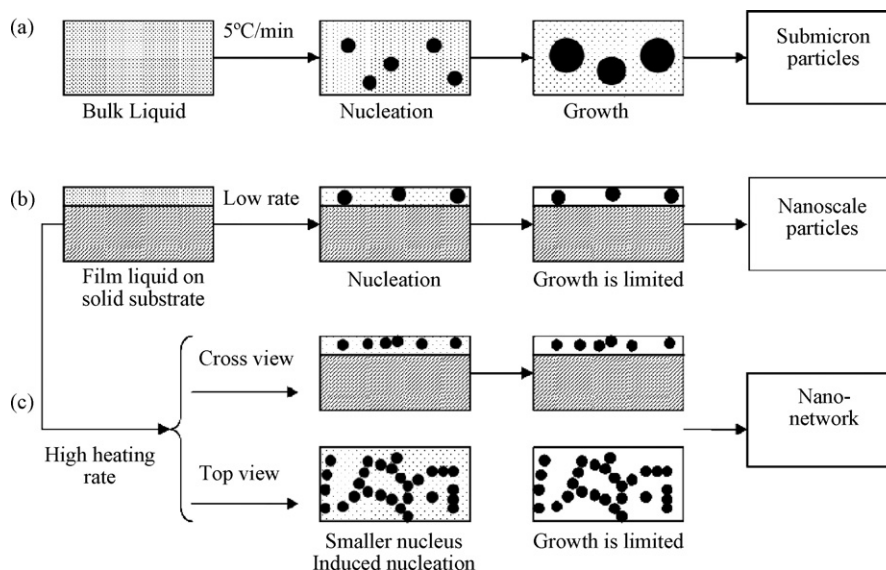 (a)
5°C/min
Bulk Liquid
Nucleation
Growth
Submicron
particles
(b)
Low rate
Film liquid on
solid substrate
Nucleation
Growth is limited
Nanoscale
particles
(c)
High heating
rate
Cross view
Top view
Smaller nucleus
Induced nucleation
Growth is limited
Nano-
network